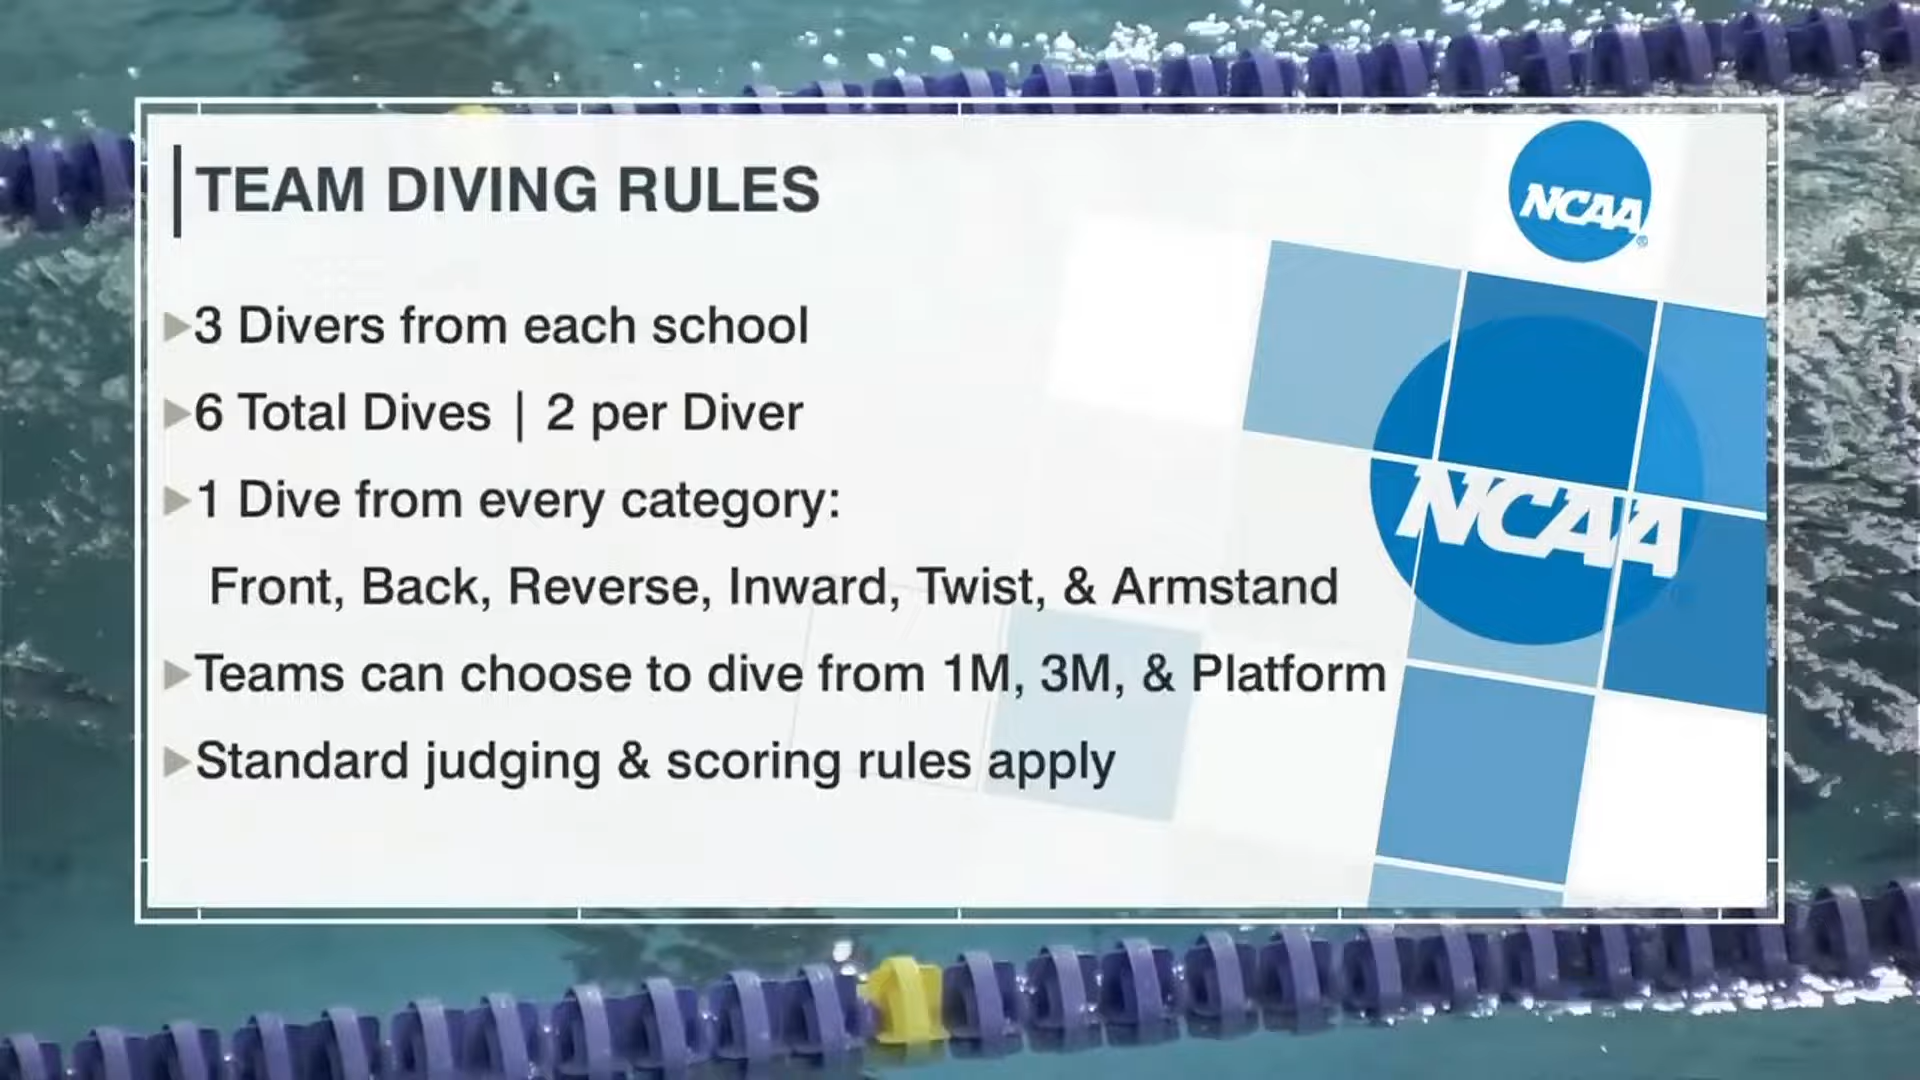 TEAM DIVING RULES
NCAA
3 Divers from each school
6 Total Dives | 2 per Diver
1 Dive from every category:
Front, Back, Reverse, Inward, Twist, & Armstand
NCAA
Teams can choose to dive from 1M, 3M, & Platform
Standard judging & scoring rules apply